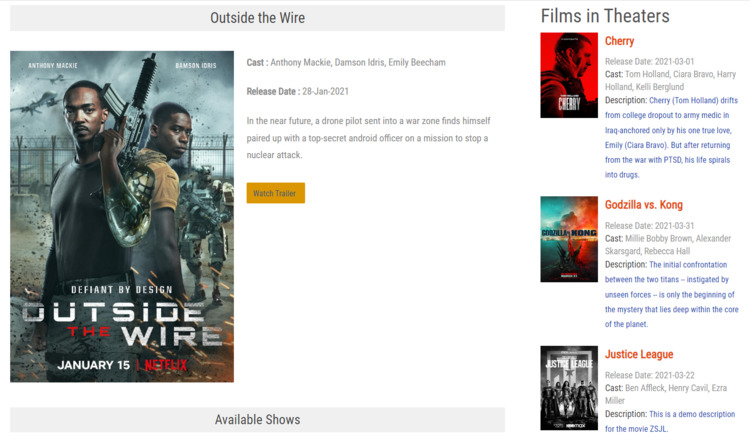 Outside the Wire
ANTHONY MACKIE
DAMSON IDRIS
DEFIANT BY DESIGN
OUTSIDE
THE WIRE
JANUARY 15 | NETFLIX
Cast : Anthony Mackie, Damson Idris, Emily Beecham
Release Date : 28-Jan-2021
In the near future, a drone pilot sent into a war zone finds himself
paired up with a top-secret android officer on a mission to stop a
nuclear attack.
Watch Trailer
Available Shows
Films in Theaters
CHERRY
Cherry
Release Date: 2021-03-01
Cast: Tom Holland, Ciara Bravo, Harry
Holland, Kelli Berglund
Description: Cherry (Tom Holland) drifts
from college dropout to army medic in
Iraq-anchored only by his one true love,
Emily (Ciara Bravo). But after returning
from the war with PTSD, his life spirals
into drugs.
GODZILLA VS. KONG
Godzilla vs. Kong
Release Date: 2021-03-31
Cast: Millie Bobby Brown, Alexander
Skarsgard, Rebecca Hall
Description: The initial confrontation
between the two titans -- instigated by
unseen forces -- is only the beginning of
the mystery that lies deep within the core
of the planet.
JUSTICE LEAGUE
HBOMAX
Justice League
Release Date: 2021-03-22
Cast: Ben Affleck, Henry Cavil, Ezra
Miller
Description: This is a demo description
for the movie ZSJL.